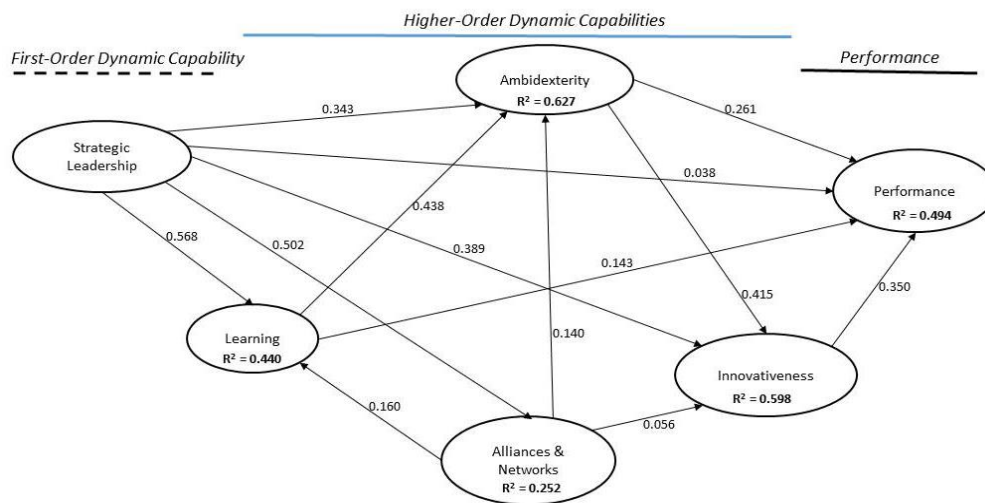 Higher-Order Dynamic Capabilities
First-Order Dynamic Capability
Performance
Ambidexterity
R² = 0.627
0.343
0.261
Strategic
Leadership
0.038
Performance
R² = 0.494
0.438
0.568
0.502
0.389
0.143
0.415
0.350
Learning
R² = 0.440
0.140
Innovativeness
R² = 0.598
0.160
0.056
Alliances &
Networks
R² = 0.252